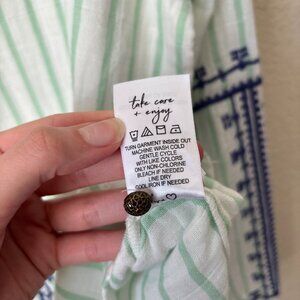 take care
+ enjoy
TURN GARMENT INSIDE OUT
MACHINE WASH COLD
GENTLE CYCLE
WITH LIKE COLORS
ONLY NON-CHLORINE
BLEACH IF NEEDED
LINE DRY
COOL IRON IF NEEDED